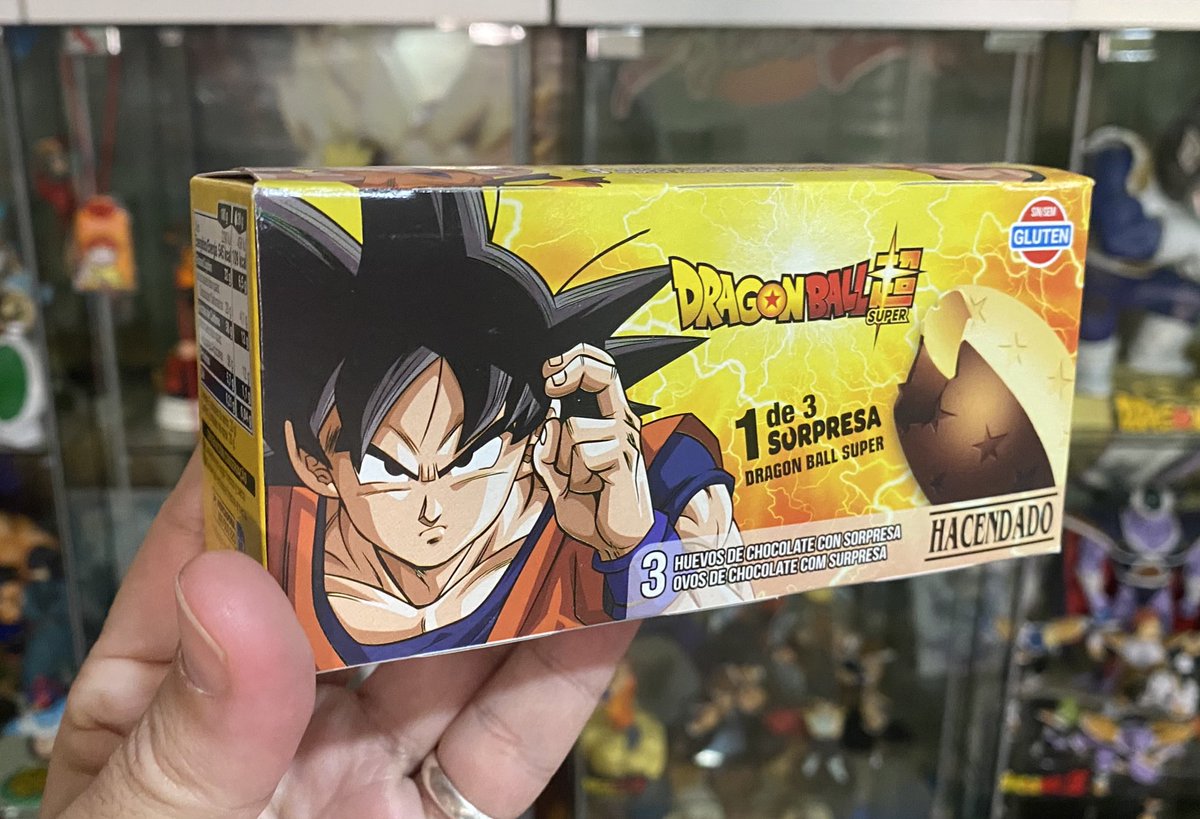 SIN/SEM
GLUTEN
DRAGON BALL
SUPER
1 de 3
SORPRESA
DRAGON BALL SUPER
HACENDADO
3 HUEVOS DE CHOCOLATE CON SORPRESA
OVOS DE CHOCOLATE COM SURPRESA